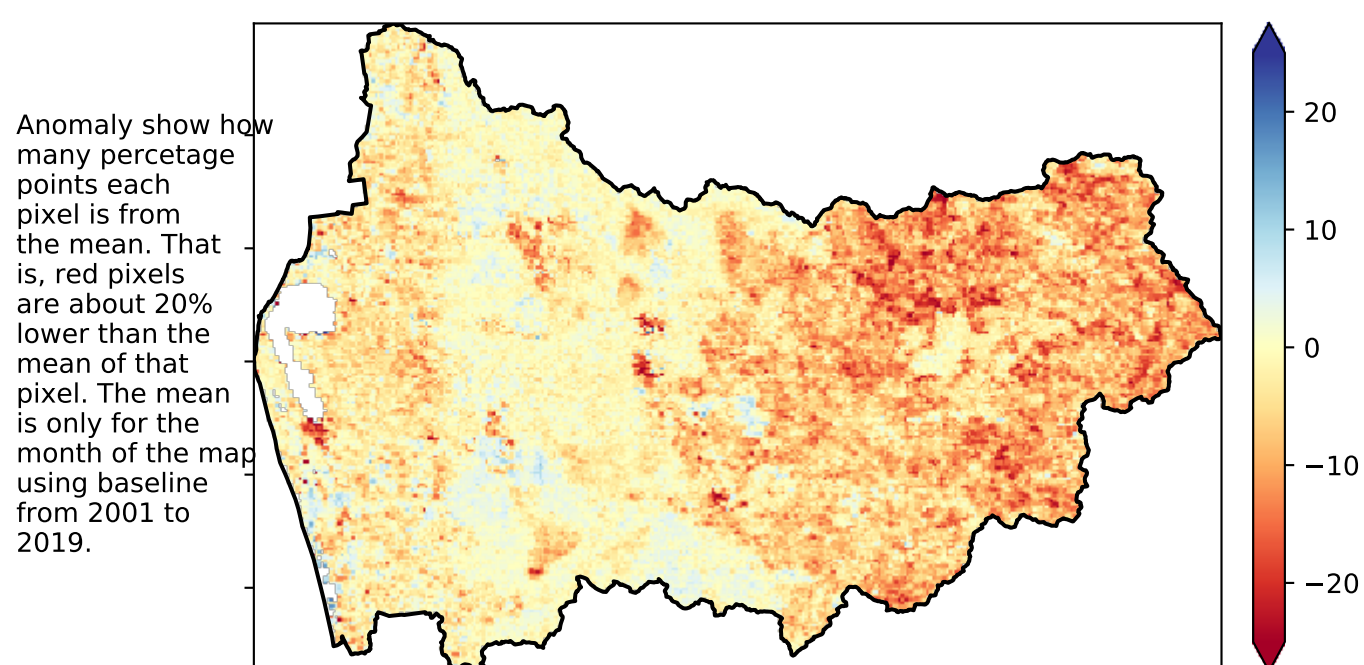 Anomaly show how
many percetage
points each
pixel is from
the mean. That
is, red pixels
are about 20%
lower than the
mean of that
pixel. The mean
is only for the
month of the map
using baseline
from 2001 to
2019.
20
10
0
−10
−20